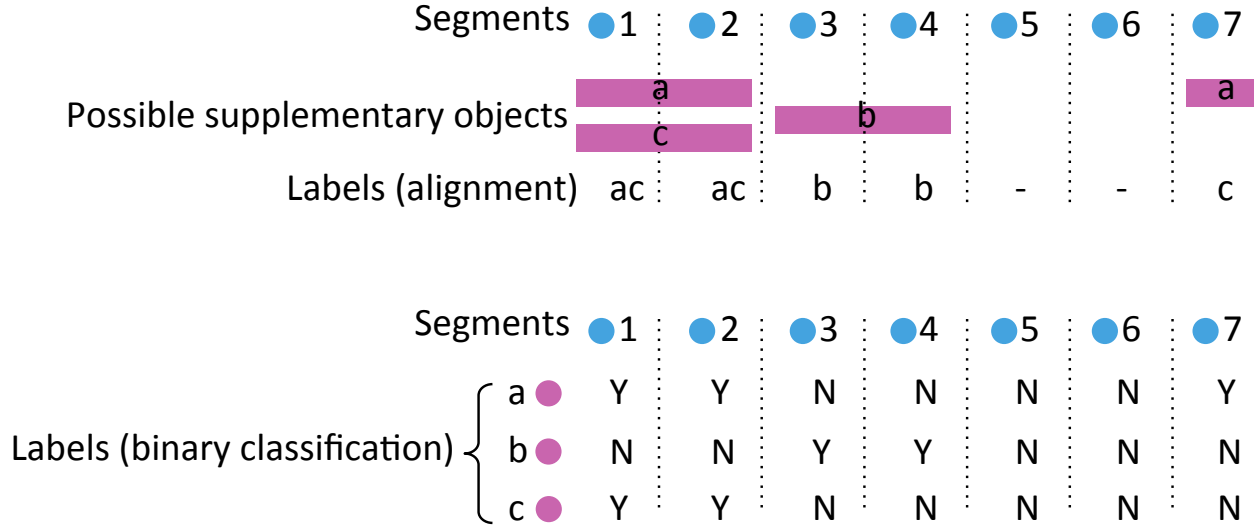 Segments 1 2 3 4 5 6 7
a a
Possible supplementary objects b
c
Labels (alignment) ac ac b b - - c
Segments 1 2 3 4 5 6 7
a Y Y N N N N Y
Labels (binary classification) b N N Y Y N N N
c Y Y N N N N N